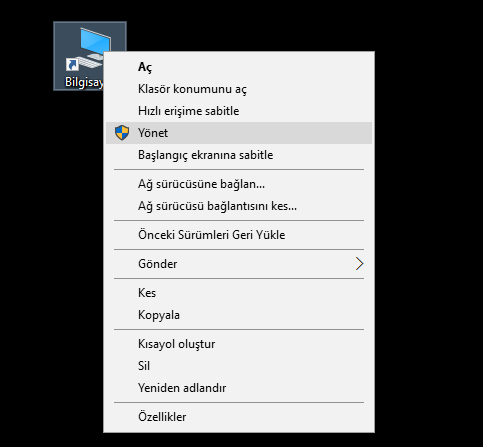 Bilgisay
Aç
Klasör konumunu aç
Hızlı erişime sabitle
Yönet
Başlangıç ekranına sabitle
Ağ sürücüsüne bağlan...
Ağ sürücüsü bağlantısını kes...
Önceki Sürümleri Geri Yükle
Gönder
Kes
Kopyala
Kısayol oluştur
Sil
Yeniden adlandır
Özellikler